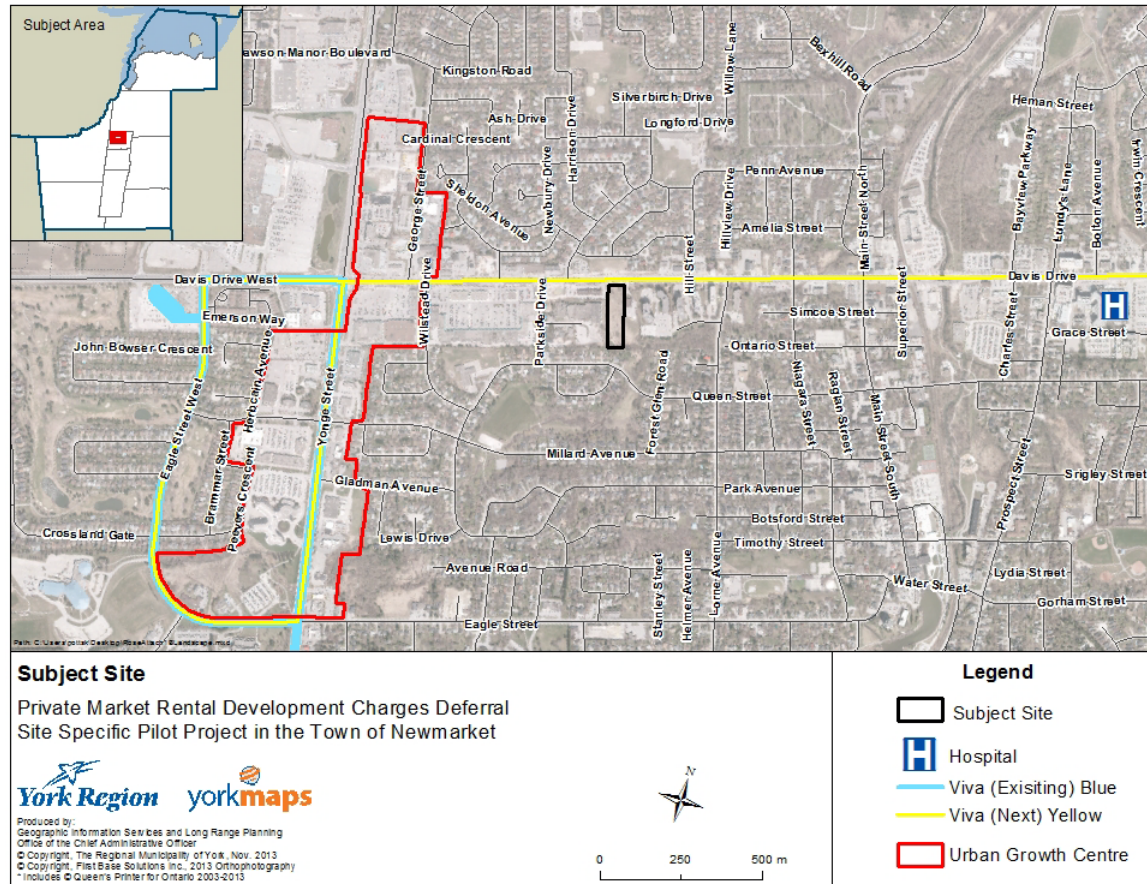 Subject Area
awson Manor Boulevard
Kingston Road
Willow Lane
Bexhill Road
Silverbirch Drive
Ash Drive
Longford Drive
Heman Street
Cardinal Crescent
Harrison Drive
Newbury Drive
Sheldon Avenue
George Street
Penn Avenue
Main Street North
Hillview Drive
Amelia Street
Bayview Parkway
Lundy's Lane
Bolton Avenue
Irwin Crescent
Davis Drive West
Hill Street
Davis Drive
H
Emerson Way
Wilstead Drive
Parkside Drive
Simcoe Street
Superior Street
Grace Street
Charles Street
John Bowser Crescent
Herbcain Avenue
Ontario Street
Yonge Street
Forest Glen Road
Queen Street
Niagara Street
Raglan Street
Main Street South
Eagle Street West
Brammar Street
Peevers Crescent
Millard Avenue
Srigley Street
Gladman Avenue
Park Avenue
Prospect Street
Botsford Street
Crossland Gate
Lewis Drive
Timothy Street
Avenue Road
Stanley Street
Helmer Avenue
Lorne Avenue
Water Street
Lydia Street
Gorham Street
Eagle Street
Subject Site
Private Market Rental Development Charges Deferral
Site Specific Pilot Project in the Town of Newmarket
York Region yorkmaps
Produced by:
Geographic Information Services and Long Range Planning
Office of the Chief Administrative Officer
© Copyright, The Regional Municipality of York, Nov. 2013
© Copyright, First Base Solutions Inc., 2013 Orthophotography
* Includes © Queen's Printer for Ontario 2003-2013
N
0 250 500 m
Legend
Subject Site
H Hospital
Viva (Exisiting) Blue
Viva (Next) Yellow
Urban Growth Centre